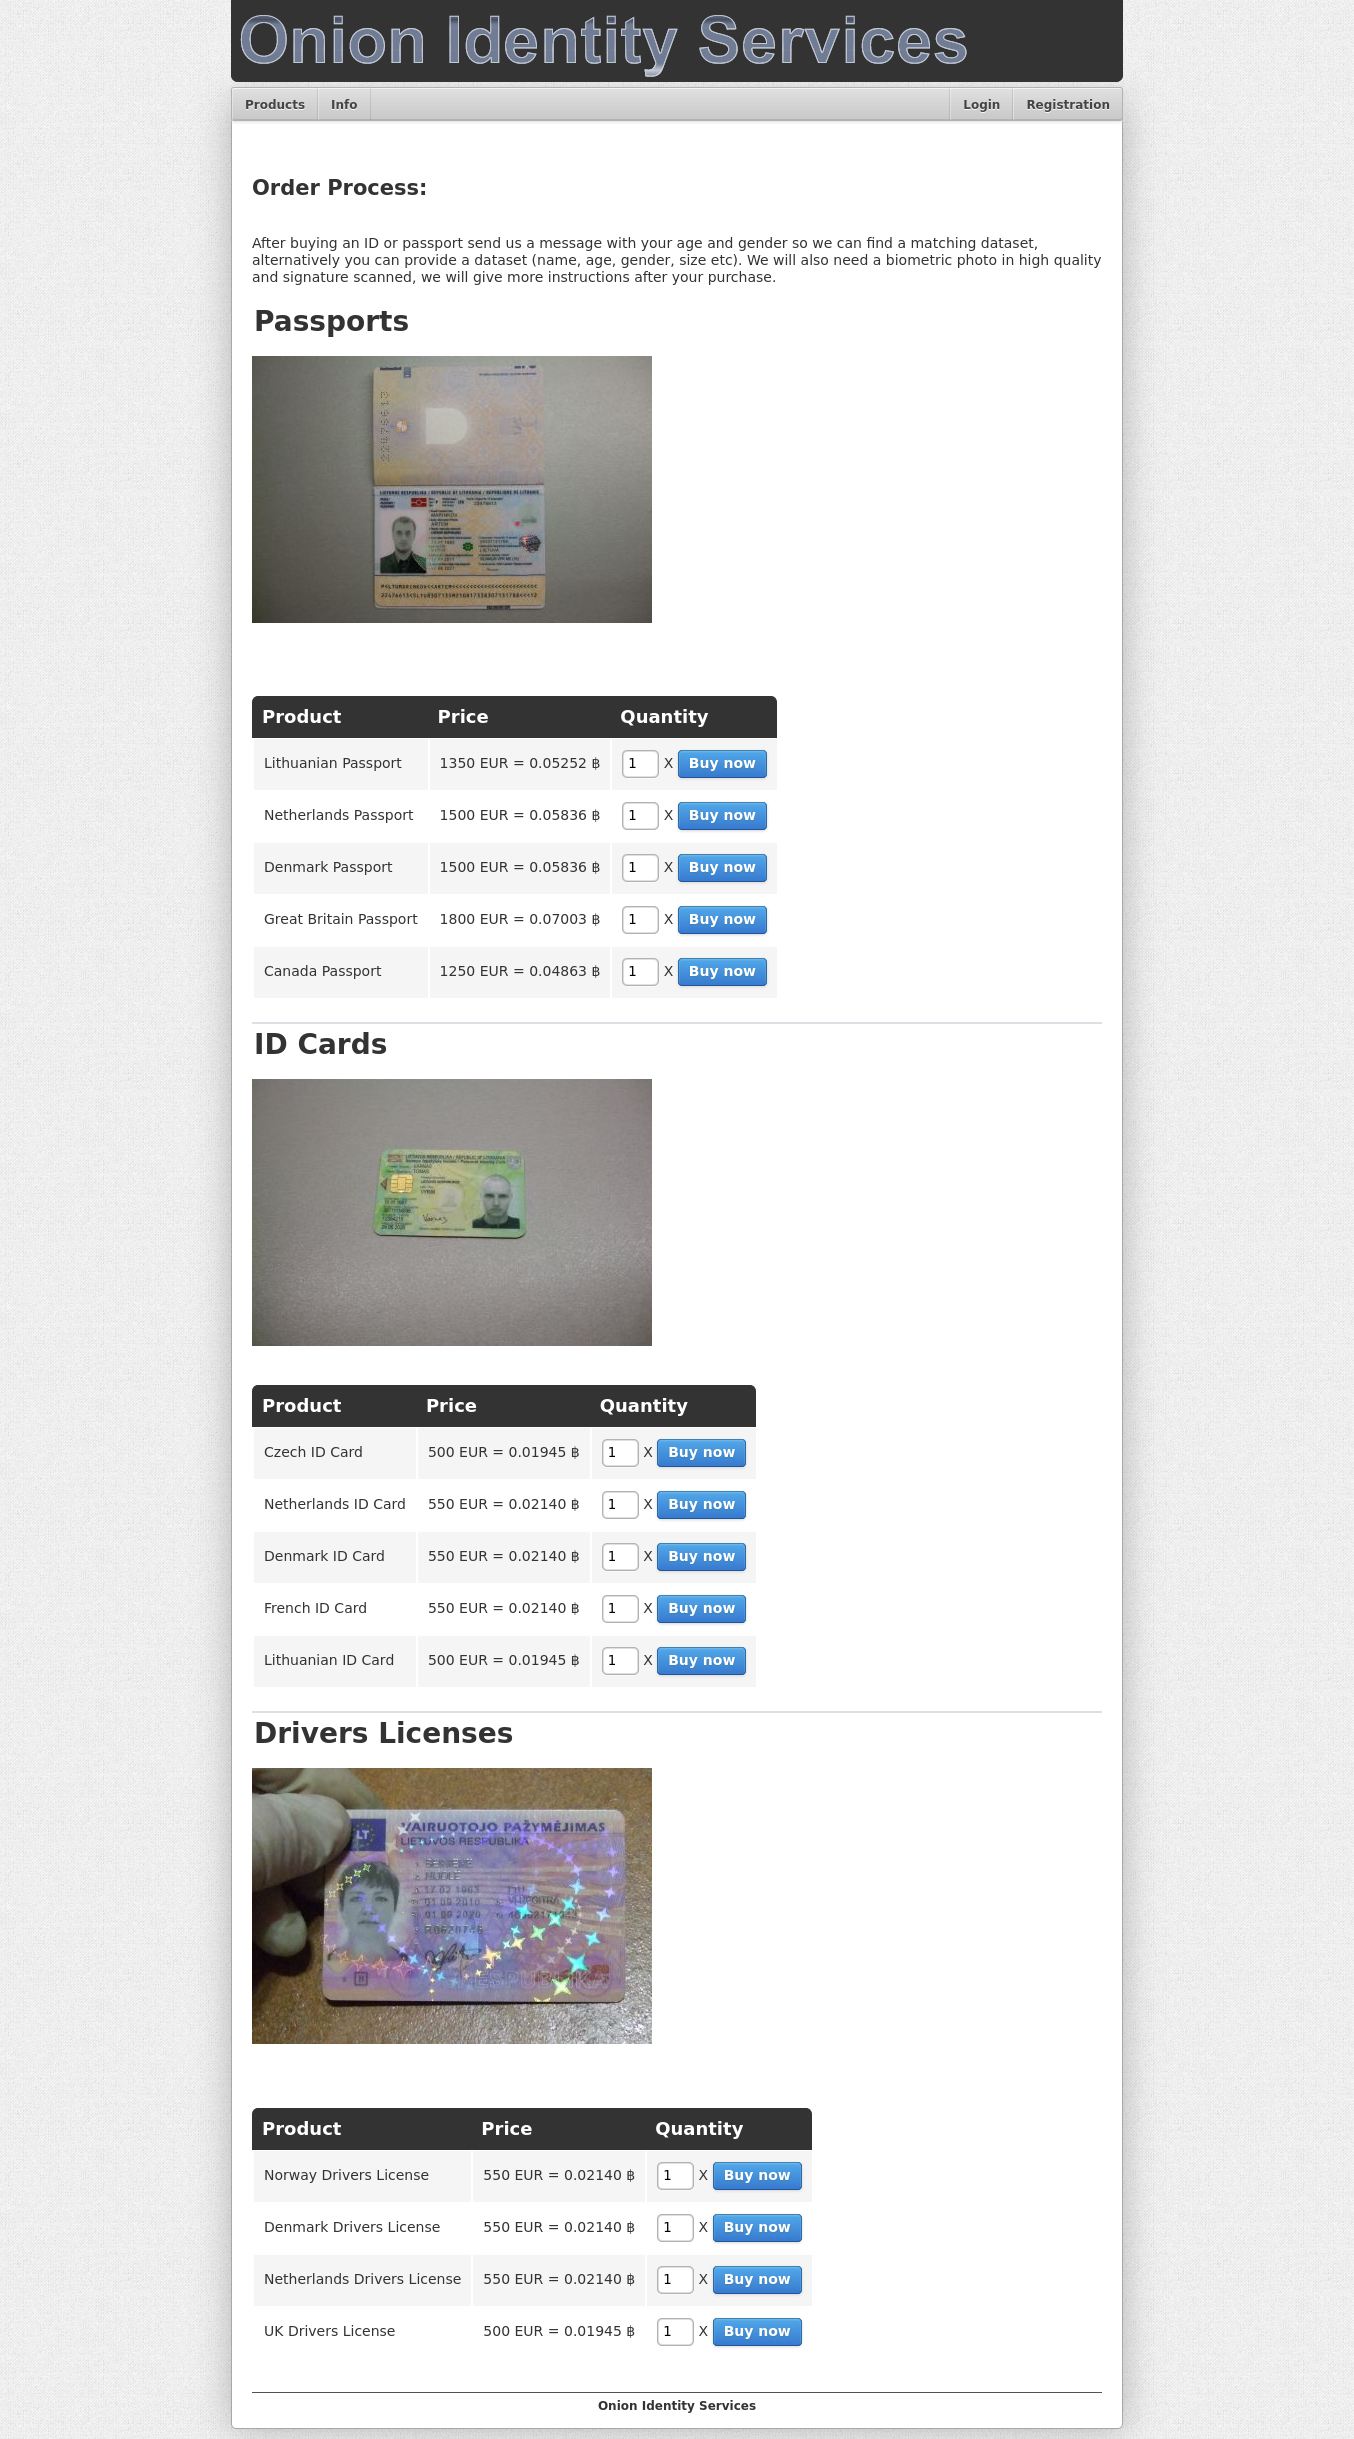 Onion Identity Services
Products Info Login Registration
Order Process:
After buying an ID or passport send us a message with your age and gender so we can find a matching dataset,
alternatively you can provide a dataset (name, age, gender, size etc). We will also need a biometric photo in high quality
and signature scanned, we will give more instructions after your purchase.
Passports
Product Price Quantity
Lithuanian Passport 1350 EUR = 0.05252 ฿ 1 X Buy now
Netherlands Passport 1500 EUR = 0.05836 ฿ 1 X Buy now
Denmark Passport 1500 EUR = 0.05836 ฿ 1 X Buy now
Great Britain Passport 1800 EUR = 0.07003 ฿ 1 X Buy now
Canada Passport 1250 EUR = 0.04863 ฿ 1 X Buy now
ID Cards
Product Price Quantity
Czech ID Card 500 EUR = 0.01945 ฿ 1 X Buy now
Netherlands ID Card 550 EUR = 0.02140 ฿ 1 X Buy now
Denmark ID Card 550 EUR = 0.02140 ฿ 1 X Buy now
French ID Card 550 EUR = 0.02140 ฿ 1 X Buy now
Lithuanian ID Card 500 EUR = 0.01945 ฿ 1 X Buy now
Drivers Licenses
LT VAIRUOTOJO PAŽYMĖJIMAS
LIETUVOS RESPUBLIKA
Product Price Quantity
Norway Drivers License 550 EUR = 0.02140 ฿ 1 X Buy now
Denmark Drivers License 550 EUR = 0.02140 ฿ 1 X Buy now
Netherlands Drivers License 550 EUR = 0.02140 ฿ 1 X Buy now
UK Drivers License 500 EUR = 0.01945 ฿ 1 X Buy now
Onion Identity Services